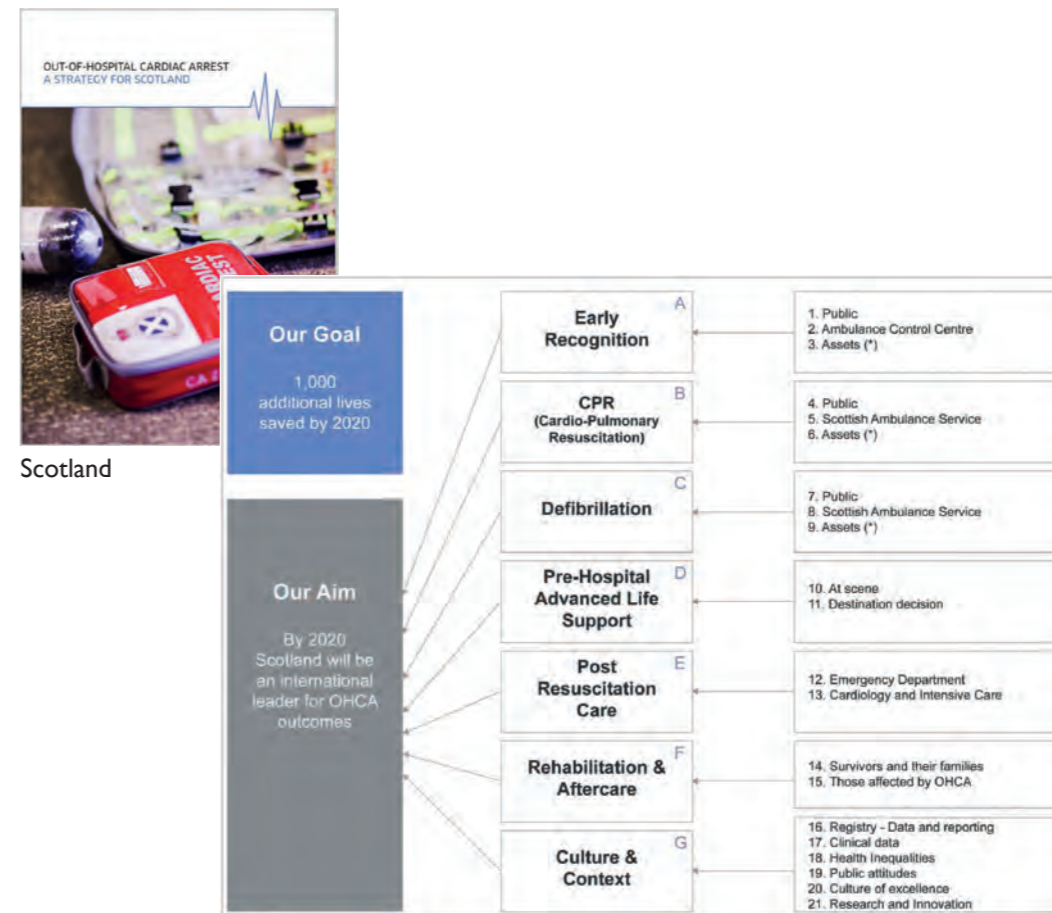 OUT-OF-HOSPITAL CARDIAC ARREST
A STRATEGY FOR SCOTLAND
CARDIAC
Scotland
Our Goal
1,000
additional lives
saved by 2020
Our Aim
By 2020
Scotland will be
an international
leader for OHCA
outcomes
A
Early
Recognition
1. Public
2. Ambulance Control Centre
3. Assets (*)
B
CPR
(Cardio-Pulmonary
Resuscitation)
4. Public
5. Scottish Ambulance Service
6. Assets (*)
C
Defibrillation
7. Public
8. Scottish Ambulance Service
9. Assets (*)
D
Pre-Hospital
Advanced Life
Support
10. At scene
11. Destination decision
E
Post
Resuscitation
Care
12. Emergency Department
13. Cardiology and Intensive Care
F
Rehabilitation &
Aftercare
14. Survivors and their families
15. Those affected by OHCA
G
Culture &
Context
16. Registry - Data and reporting
17. Clinical data
18. Health Inequalities
19. Public attitudes
20. Culture of excellence
21. Research and Innovation